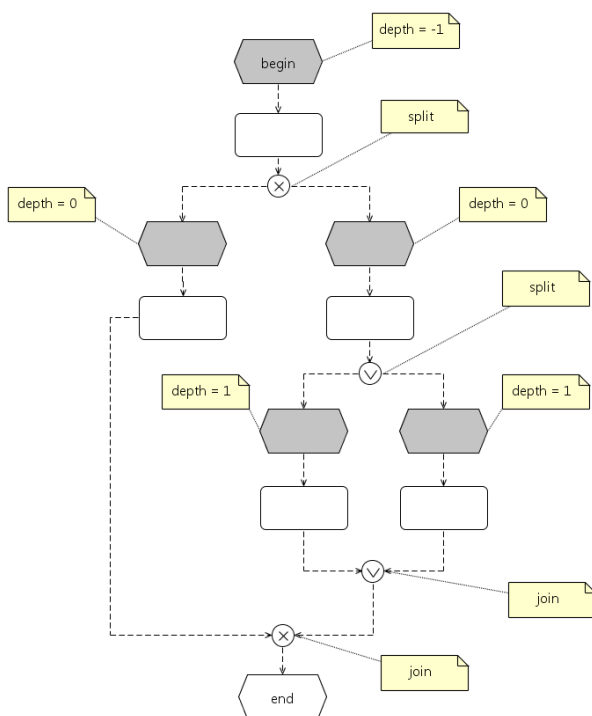 depth = -1
begin
split
depth = 0
depth = 0
split
depth = 1
depth = 1
join
join
end